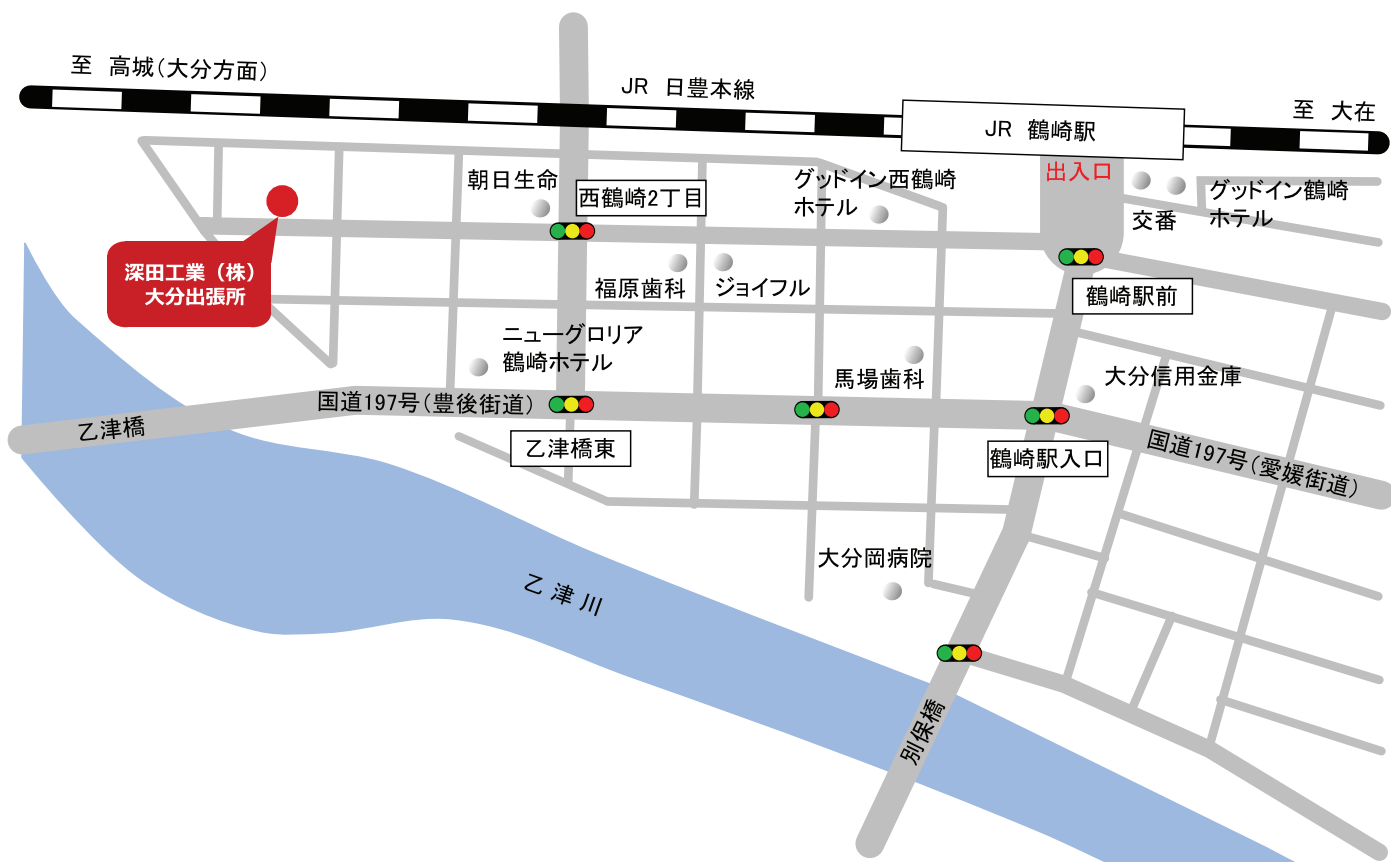 至 高城(大分方面)
JR 日豊本線
至 大在
JR 鶴崎駅
出入口
朝日生命
西鶴崎2丁目
グッドイン西鶴崎
ホテル
交番
グッドイン鶴崎
ホテル
深田工業(株)
大分出張所
福原歯科
ジョイフル
鶴崎駅前
ニューグロリア
鶴崎ホテル
馬場歯科
大分信用金庫
国道197号(豊後街道)
乙津橋
乙津橋東
鶴崎駅入口
国道197号(愛媛街道)
大分岡病院
乙津川
別保橋